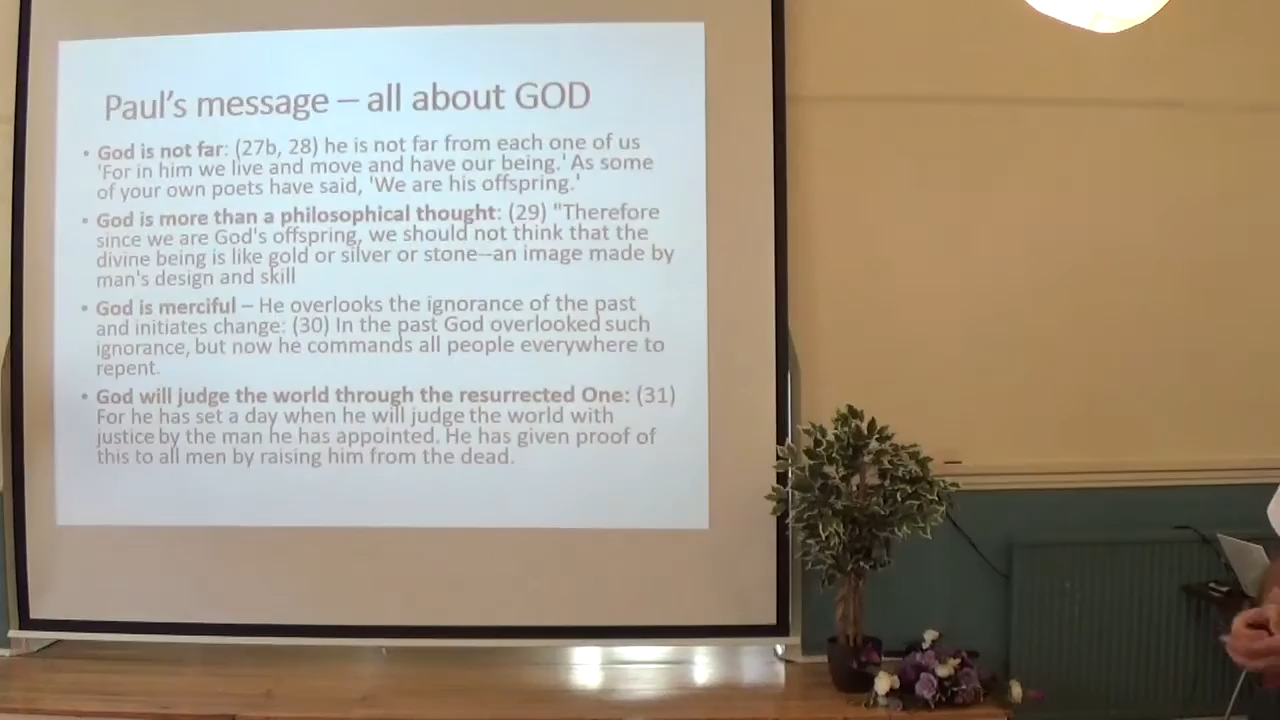 Paul's message – all about GOD
• God is not far: (27b, 28) he is not far from each one of us
'For in him we live and move and have our being.' As some
of your own poets have said, 'We are his offspring.'
• God is more than a philosophical thought: (29) "Therefore
since we are God's offspring, we should not think that the
divine being is like gold or silver or stone--an image made by
man's design and skill
• God is merciful – He overlooks the ignorance of the past
and initiates change: (30) In the past God overlooked such
ignorance, but now he commands all people everywhere to
repent.
• God will judge the world through the resurrected One: (31)
For he has set a day when he will judge the world with
justice by the man he has appointed. He has given proof of
this to all men by raising him from the dead.